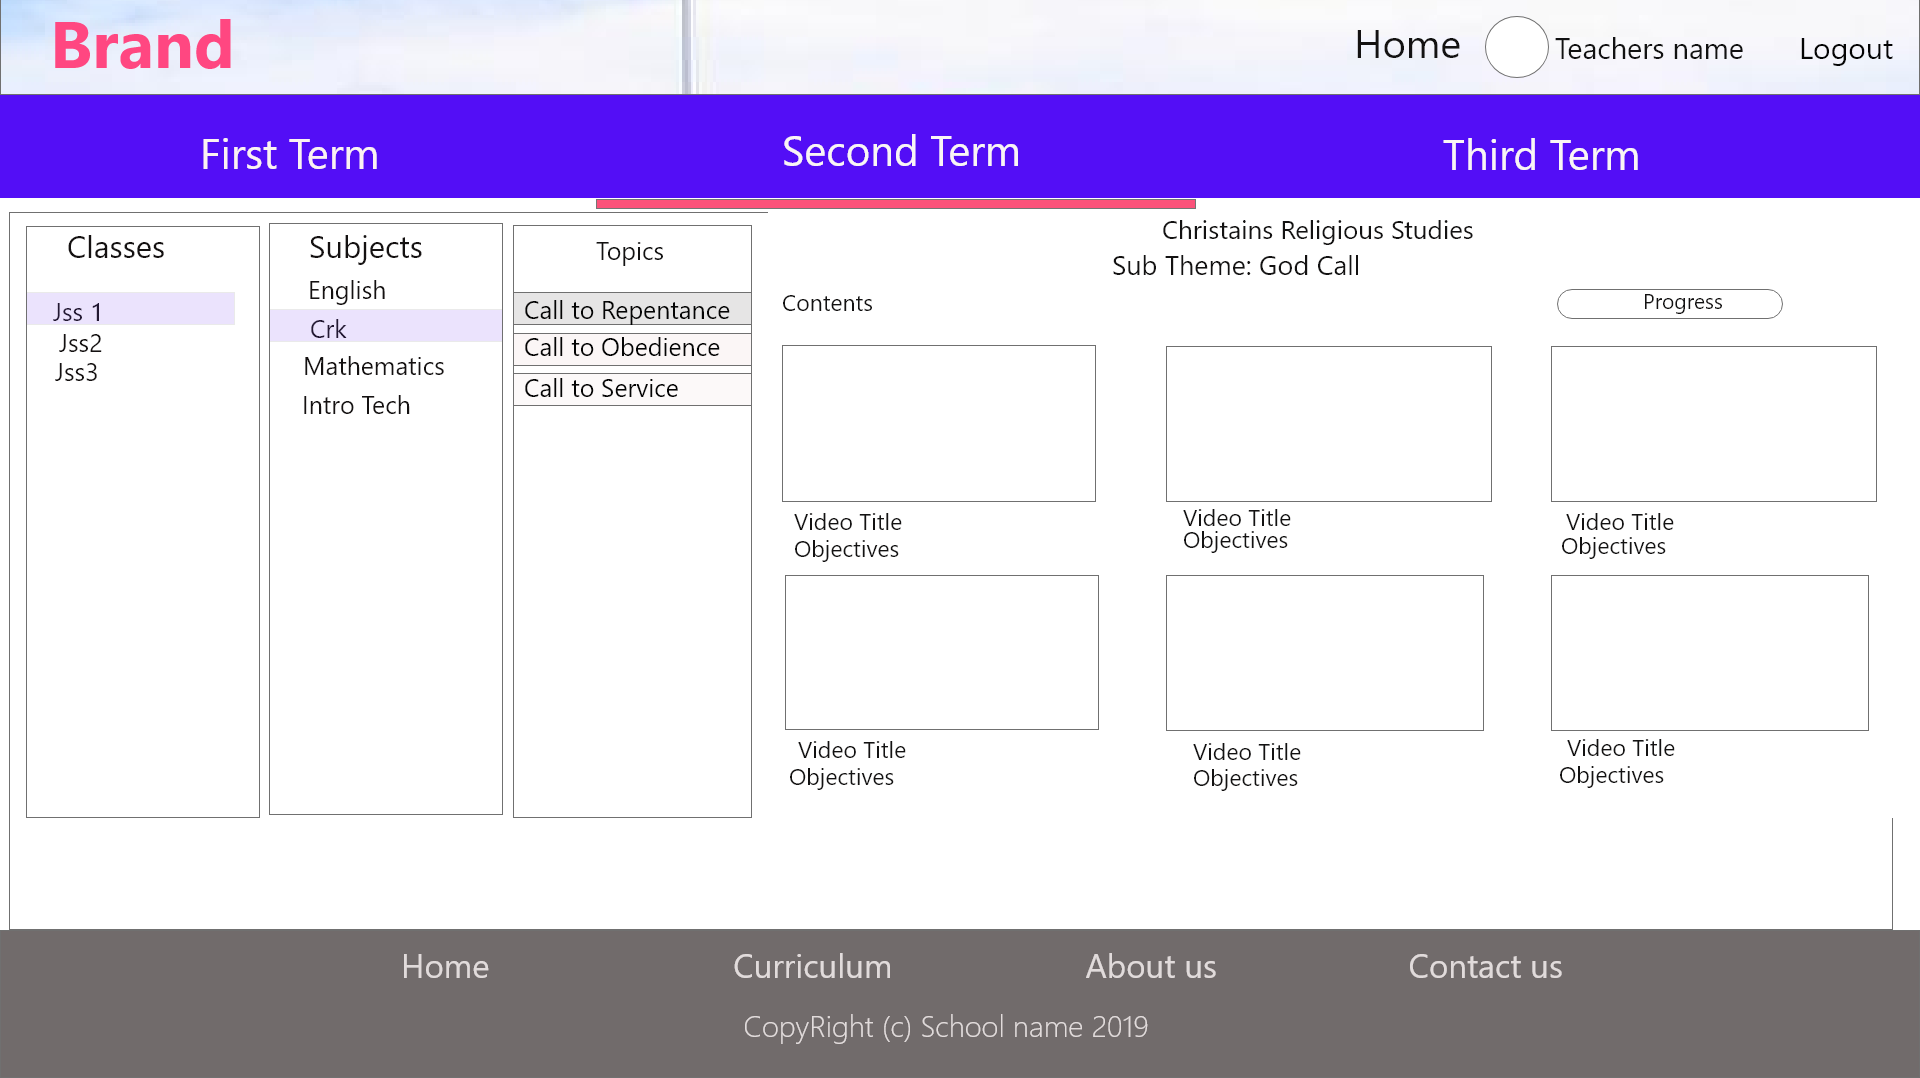 Brand
Home
Teachers name
Logout
First Term
Second Term
Third Term
Classes
Jss 1
Jss2
Jss3
Subjects
English
Crk
Mathematics
Intro Tech
Topics
Call to Repentance
Call to Obedience
Call to Service
Christains Religious Studies
Sub Theme: God Call
Contents
Progress
Video Title
Objectives
Video Title
Objectives
Video Title
Objectives
Video Title
Objectives
Video Title
Objectives
Video Title
Objectives
Home
Curriculum
About us
Contact us
CopyRight (c) School name 2019